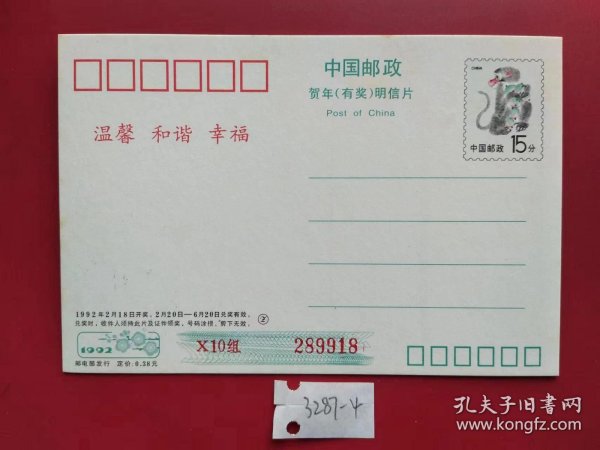 中国邮政
贺年(有奖)明信片
Post of China
CHINA
中国邮政 15分
温馨 和谐 幸福
1992年2月18日开奖，2月20日—6月20日兑奖有效。
兑奖时，收件人须持此片及证件领奖，号码涂损、剪下无效。 ②
1992
X10组 289918
邮电部发行 定价:0.38元
3287-4
孔夫子旧书网
www.kongfz.com